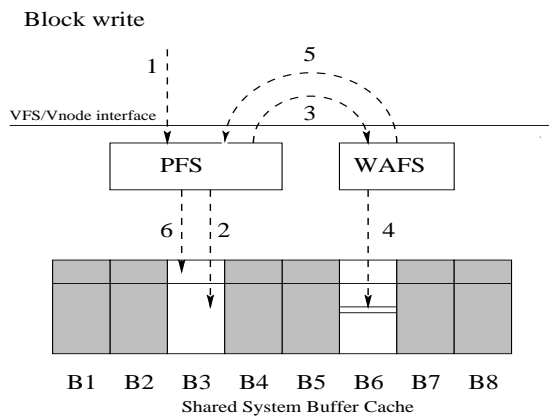 Block write
1
5
3
VFS/Vnode interface
PFS
WAFS
6
2
4
B1 B2 B3 B4 B5 B6 B7 B8
Shared System Buffer Cache